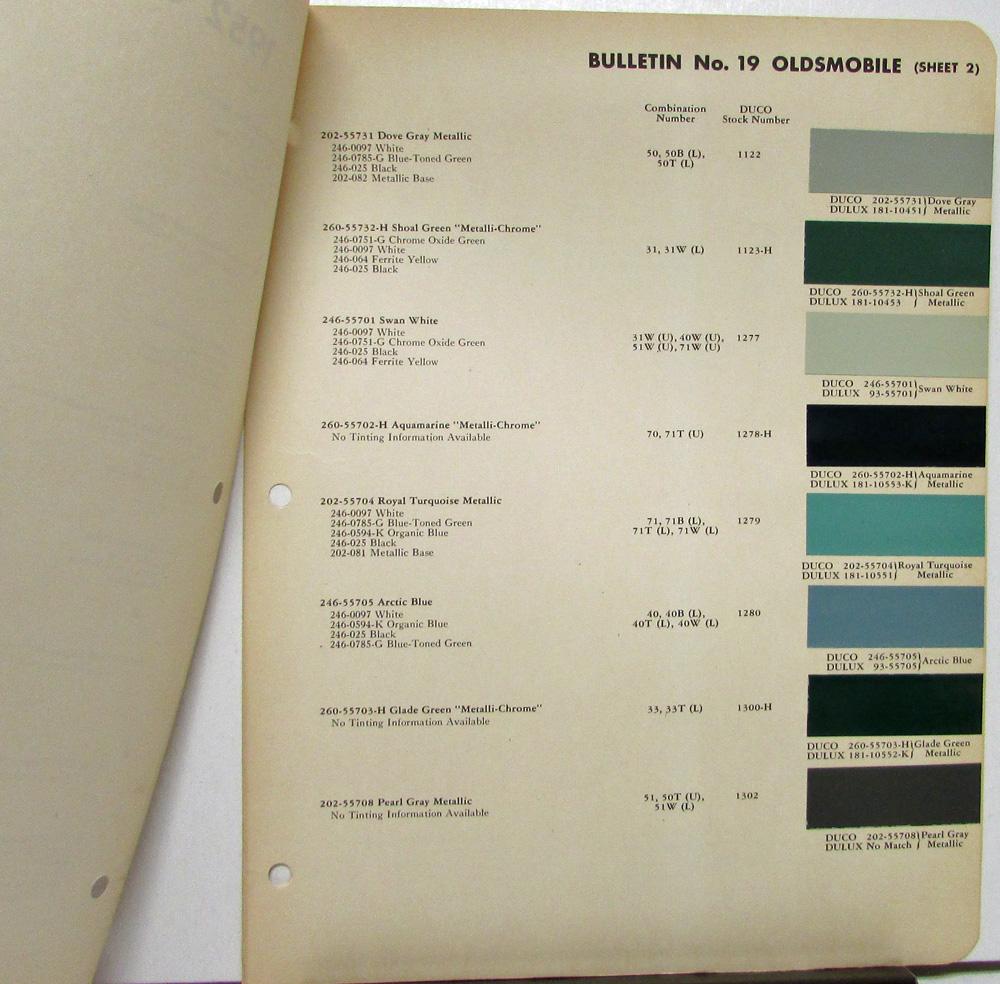 1952
BULLETIN No. 19 OLDSMOBILE (SHEET 2)
Combination Number
DUCO Stock Number
202-55731 Dove Gray Metallic
246-0097 White
246-0785-G Blue-Toned Green
246-025 Black
202-082 Metallic Base
50, 50B (L),
50T (L)
1122
DUCO 202-55731 } Dove Gray
DULUX 181-10451 } Metallic
260-55732-H Shoal Green "Metalli-Chrome"
246-0751-G Chrome Oxide Green
246-0097 White
246-064 Ferrite Yellow
246-025 Black
31, 31W (L)
1123-H
DUCO 260-55732-H } Shoal Green
DULUX 181-10453 } Metallic
246-55701 Swan White
246-0097 White
246-0751-G Chrome Oxide Green
246-025 Black
246-064 Ferrite Yellow
31W (U), 40W (U),
51W (U), 71W (U)
1277
DUCO 246-55701 } Swan White
DULUX 93-55701 }
260-55702-H Aquamarine "Metalli-Chrome"
No Tinting Information Available
70, 71T (U)
1278-H
DUCO 260-55702-H } Aquamarine
DULUX 181-10553-K } Metallic
202-55704 Royal Turquoise Metallic
246-0097 White
246-0785-G Blue-Toned Green
246-0594-K Organic Blue
246-025 Black
202-081 Metallic Base
71, 71B (L),
71T (L), 71W (L)
1279
DUCO 202-55704 } Royal Turquoise
DULUX 181-10551 } Metallic
246-55705 Arctic Blue
246-0097 White
246-0594-K Organic Blue
246-025 Black
246-0785-G Blue-Toned Green
40, 40B (L),
40T (L), 40W (L)
1280
DUCO 246-55705 } Arctic Blue
DULUX 93-55705 }
260-55703-H Glade Green "Metalli-Chrome"
No Tinting Information Available
33, 33T (L)
1300-H
DUCO 260-55703-H } Glade Green
DULUX 181-10552-K } Metallic
202-55708 Pearl Gray Metallic
No Tinting Information Available
51, 50T (U),
51W (L)
1302
DUCO 202-55708 } Pearl Gray
DULUX No Match } Metallic